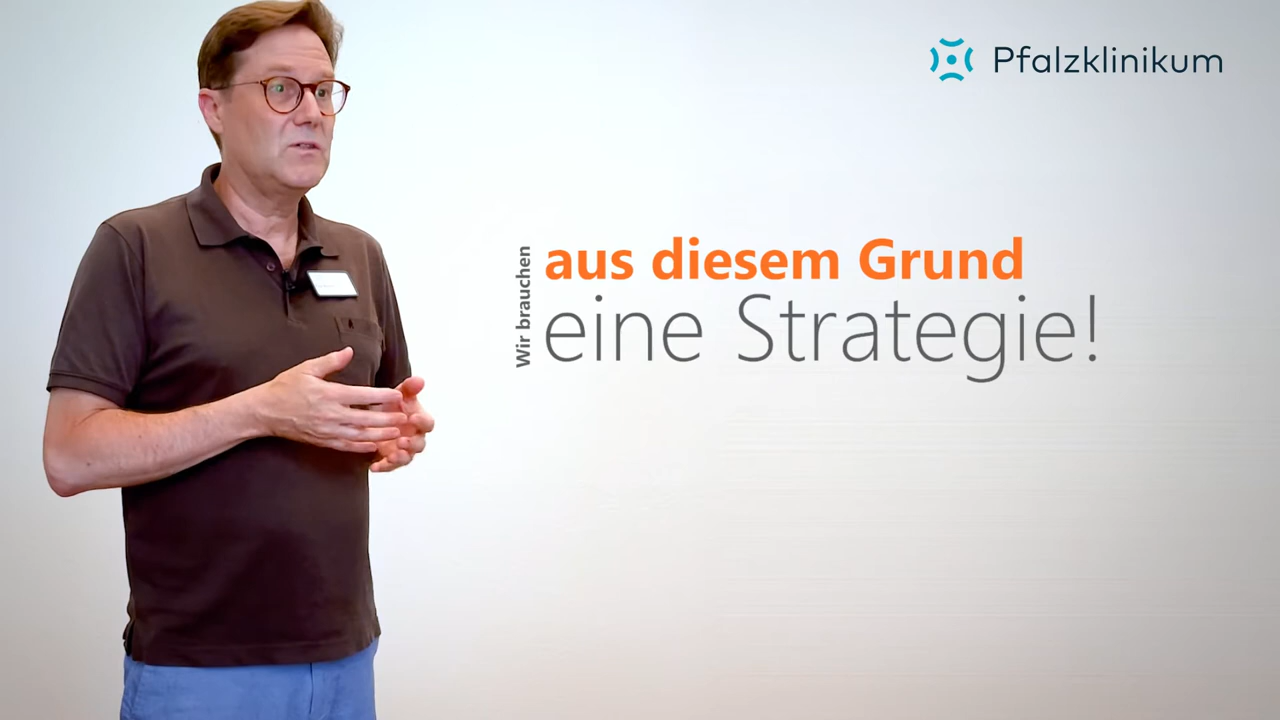 Pfalzklinikum
Wir brauchen
aus diesem Grund
eine Strategie!